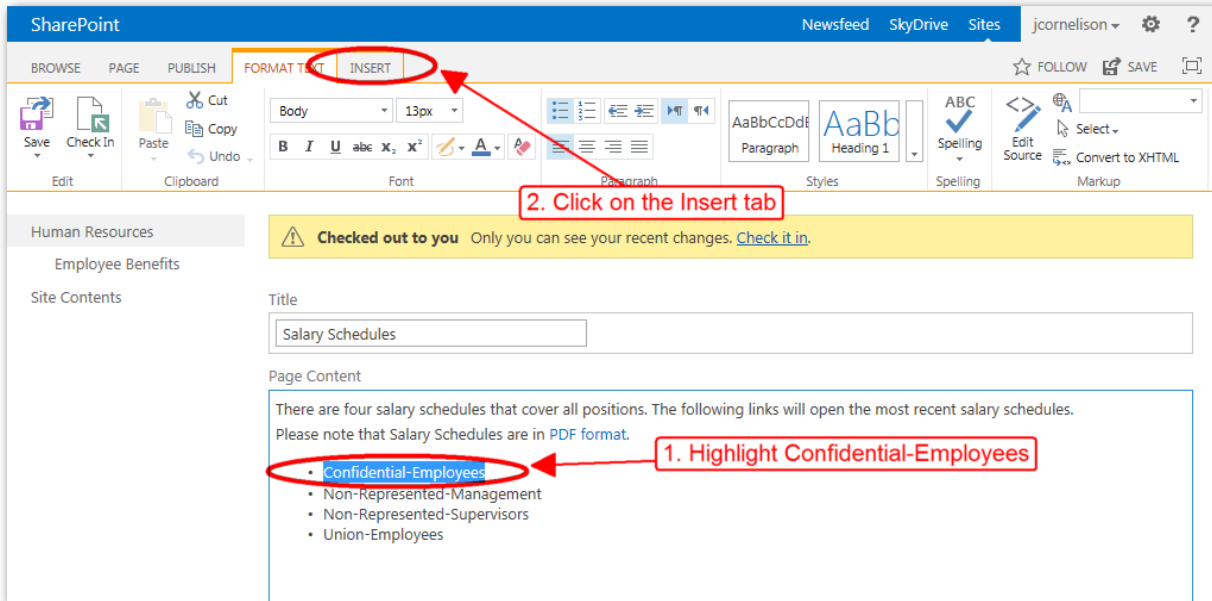 SharePoint Newsfeed SkyDrive Sites jcornelison ?
BROWSE PAGE PUBLISH FORMAT TEXT INSERT FOLLOW SAVE
Save Check In Paste Cut Copy Undo
Body 13px
B I U abc X₂ X² A
AaBbCcDdE Paragraph AaBb Heading 1
ABC Spelling
Edit Source A Select Convert to XHTML
Edit Clipboard Font Paragraph Styles Spelling Markup
2. Click on the Insert tab
Human Resources
Employee Benefits
Site Contents
Checked out to you Only you can see your recent changes. Check it in.
Title
Salary Schedules
Page Content
There are four salary schedules that cover all positions. The following links will open the most recent salary schedules.
Please note that Salary Schedules are in PDF format.
1. Highlight Confidential-Employees
• Confidential-Employees
• Non-Represented-Management
• Non-Represented-Supervisors
• Union-Employees